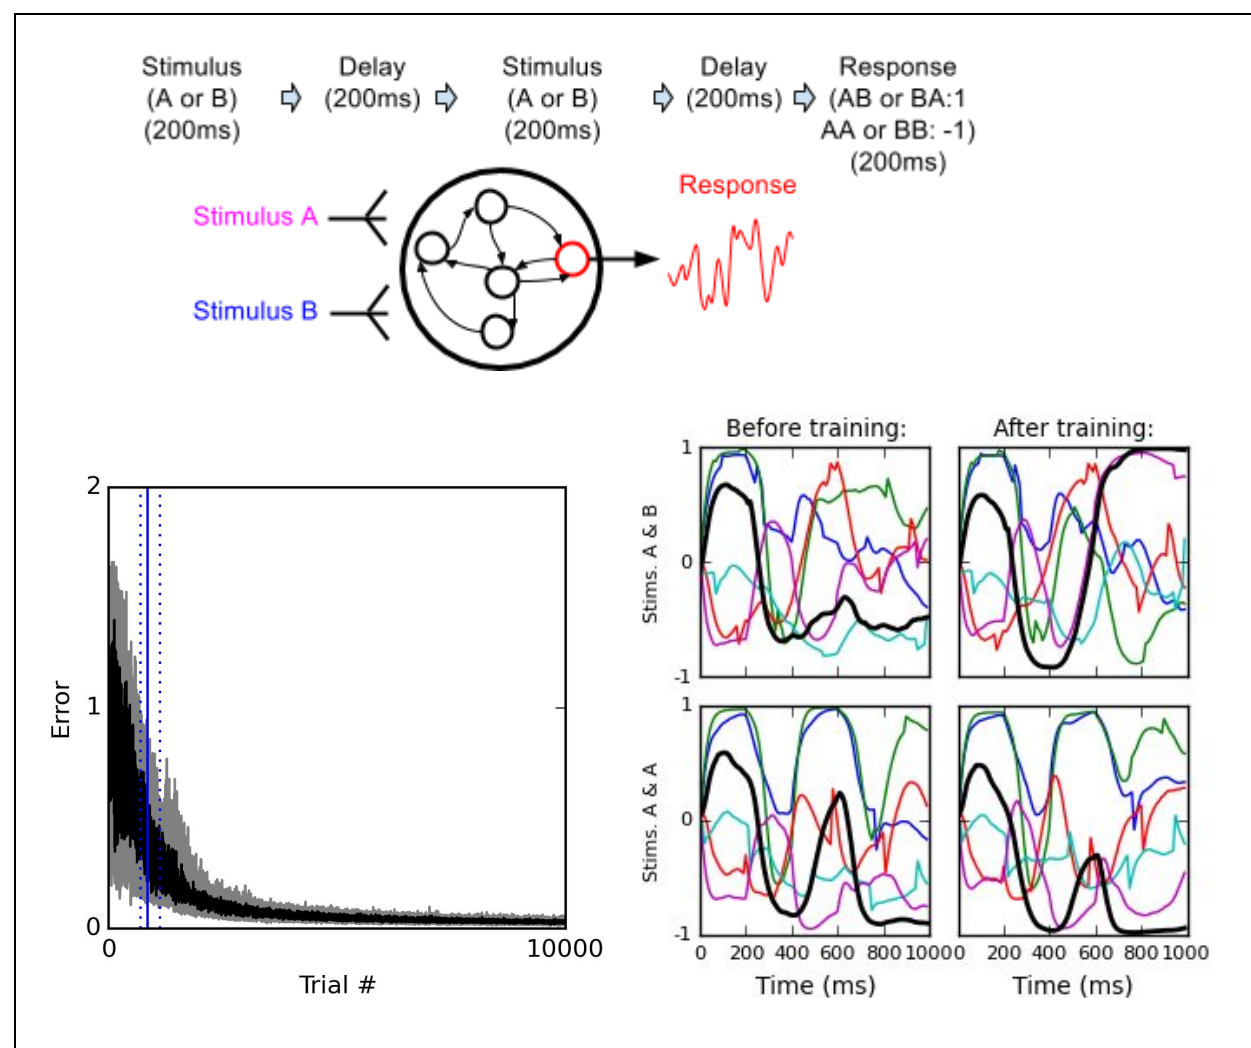 Stimulus
(A or B)
(200ms)
Delay
(200ms)
Stimulus
(A or B)
(200ms)
Delay
(200ms)
Response
(AB or BA:1
AA or BB: -1)
(200ms)
Stimulus A
Stimulus B
Response
2
1
0
Error
0
10000
Trial #
Before training:
After training:
1
0
-1
Stims. A & B
1
0
-1
Stims. A & A
0 200 400 600 800 10000 200 400 600 800 1000
Time (ms)
Time (ms)